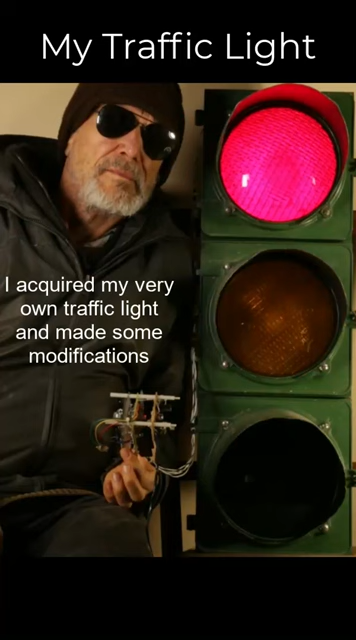 My Traffic Light
I acquired my very
own traffic light
and made some
modifications